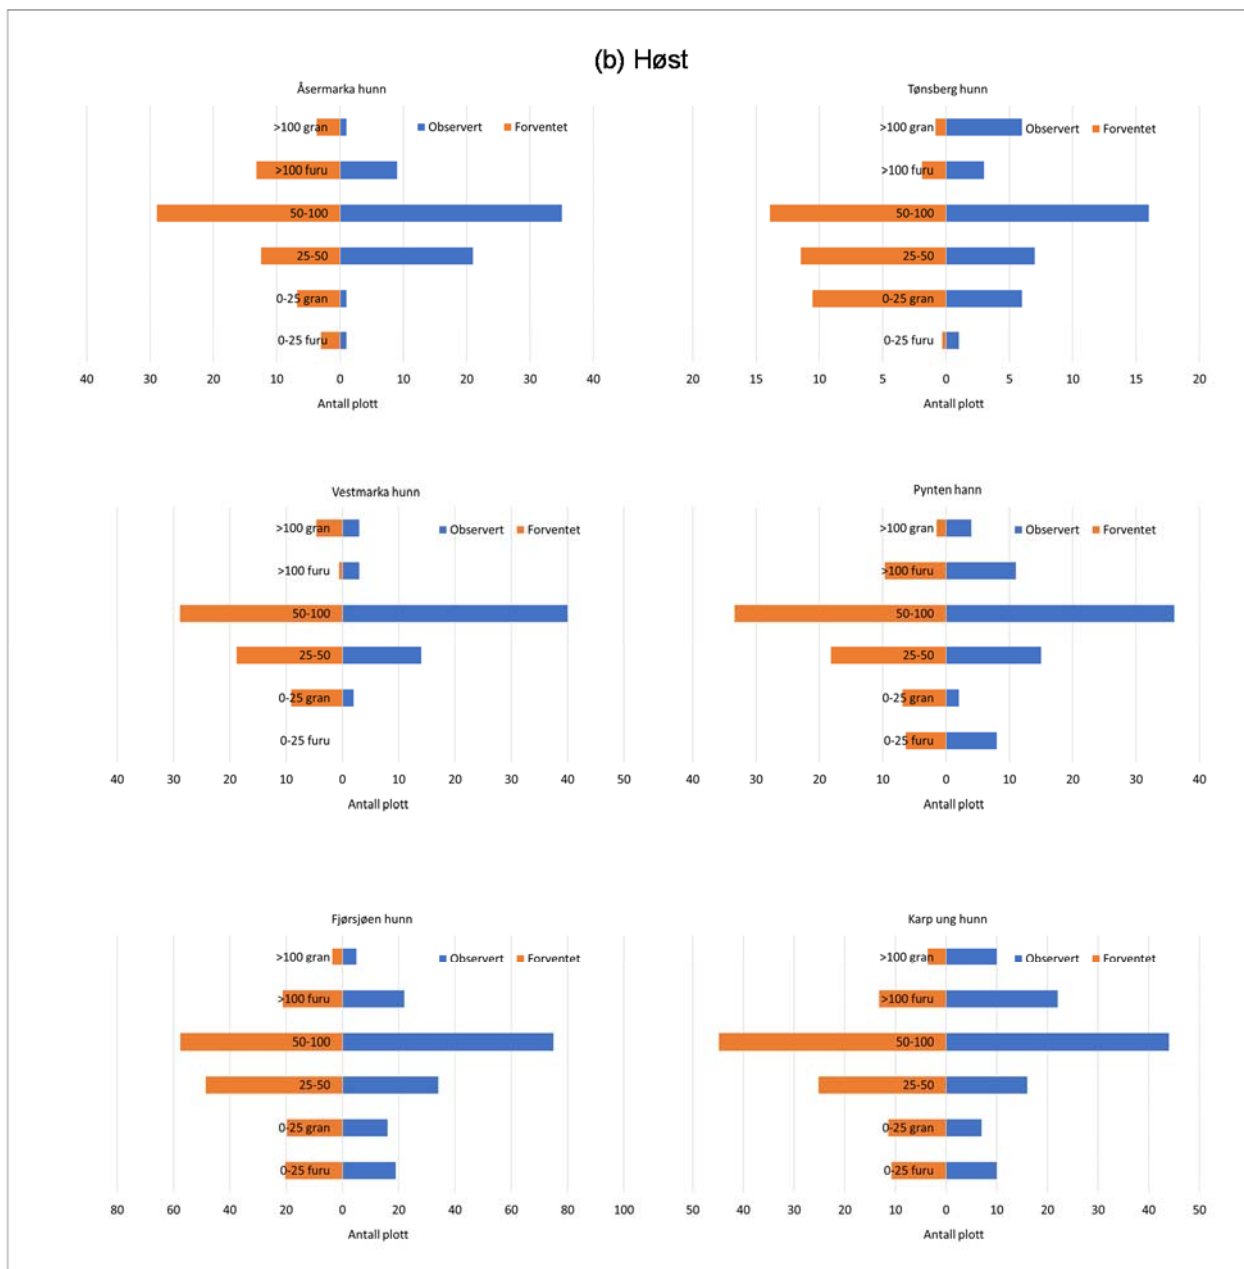 (b) Høst
Åsermarka hunn
>100 gran
Observert
Forventet
>100 furu
50-100
25-50
0-25 gran
0-25 furu
40 30 20 10 0 10 20 30 40
Antall plott
Tønsberg hunn
>100 gran
Observert
Forventet
>100 furu
50-100
25-50
0-25 gran
0-25 furu
20 15 10 5 0 5 10 15 20
Antall plott
Vestmarka hunn
>100 gran
Observert
Forventet
>100 furu
50-100
25-50
0-25 gran
0-25 furu
40 30 20 10 0 10 20 30 40 50
Antall plott
Pynten hann
>100 gran
Observert
Forventet
>100 furu
50-100
25-50
0-25 gran
0-25 furu
40 30 20 10 0 10 20 30 40
Antall plott
Fjørsjøen hunn
>100 gran
Observert
Forventet
>100 furu
50-100
25-50
0-25 gran
0-25 furu
80 60 40 20 0 20 40 60 80 100
Antall plott
Karp ung hunn
>100 gran
Observert
Forventet
>100 furu
50-100
25-50
0-25 gran
0-25 furu
50 40 30 20 10 0 10 20 30 40 50
Antall plott